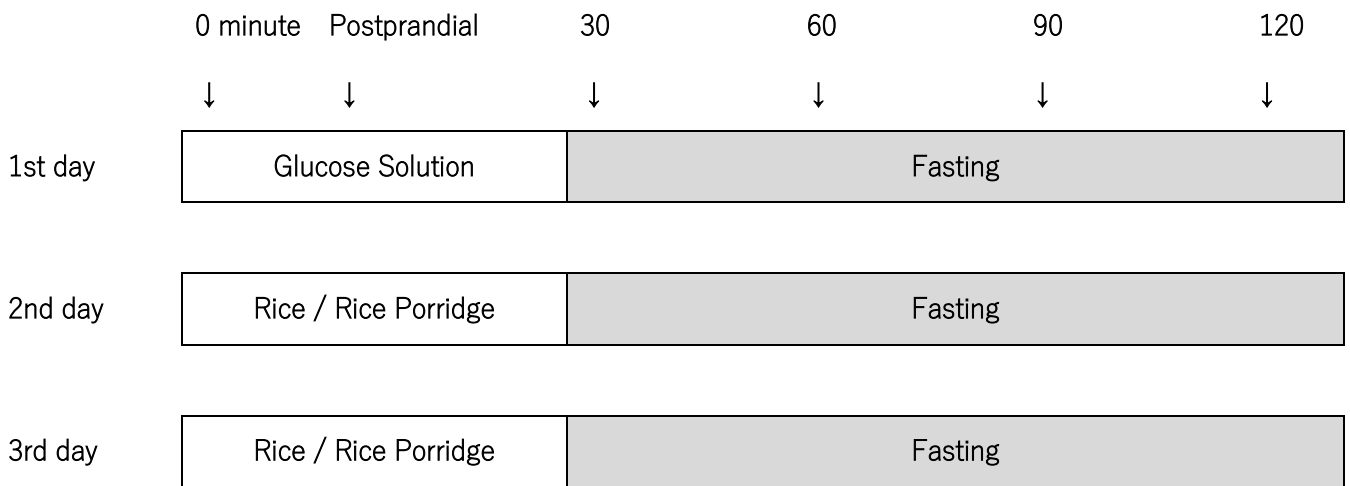 0 minute Postprandial 30 60 90 120
↓ ↓ ↓ ↓ ↓ ↓
1st day Glucose Solution Fasting
2nd day Rice / Rice Porridge Fasting
3rd day Rice / Rice Porridge Fasting